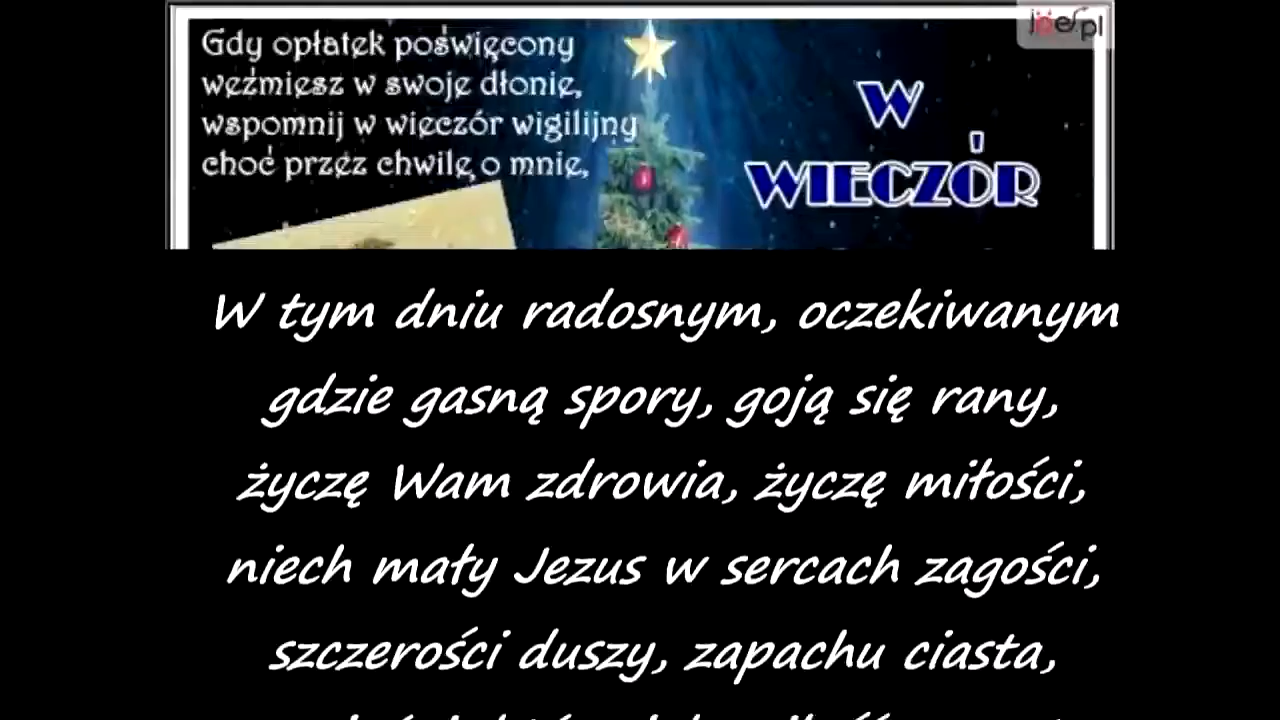 Gdy opłatek poświęcony
weźmiesz w swoje dłonie,
wspomnij w wieczór wigilijny
choć przez chwilę o mnie,
W
WIECZÓR
W tym dniu radosnym, oczekiwanym
gdzie gasną spory, goją się rany,
życzę Wam zdrowia, życzę miłości,
niech mały Jezus w sercach zagości,
szczerości duszy, zapachu ciasta,